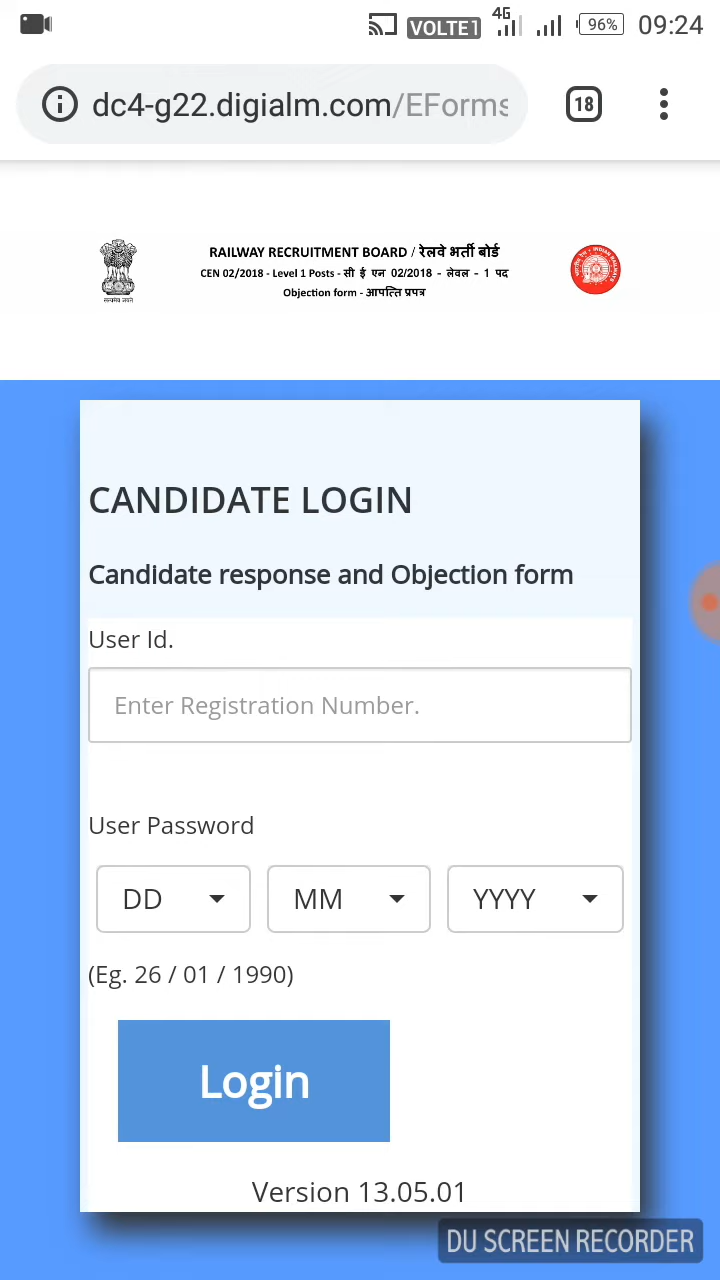 VOLTE1 4G 96% 09:24
dc4-g22.digialm.com/EForms 18
RAILWAY RECRUITMENT BOARD / रेलवे भर्ती बोर्ड
CEN 02/2018 - Level 1 Posts - सी ई एन 02/2018 - लेवल - 1 पद
Objection form - आपत्ति प्रपत्र
सत्यमेव जयते
CANDIDATE LOGIN
Candidate response and Objection form
User Id.
Enter Registration Number.
User Password
DD MM YYYY
(Eg. 26 / 01 / 1990)
Login
Version 13.05.01
DU SCREEN RECORDER